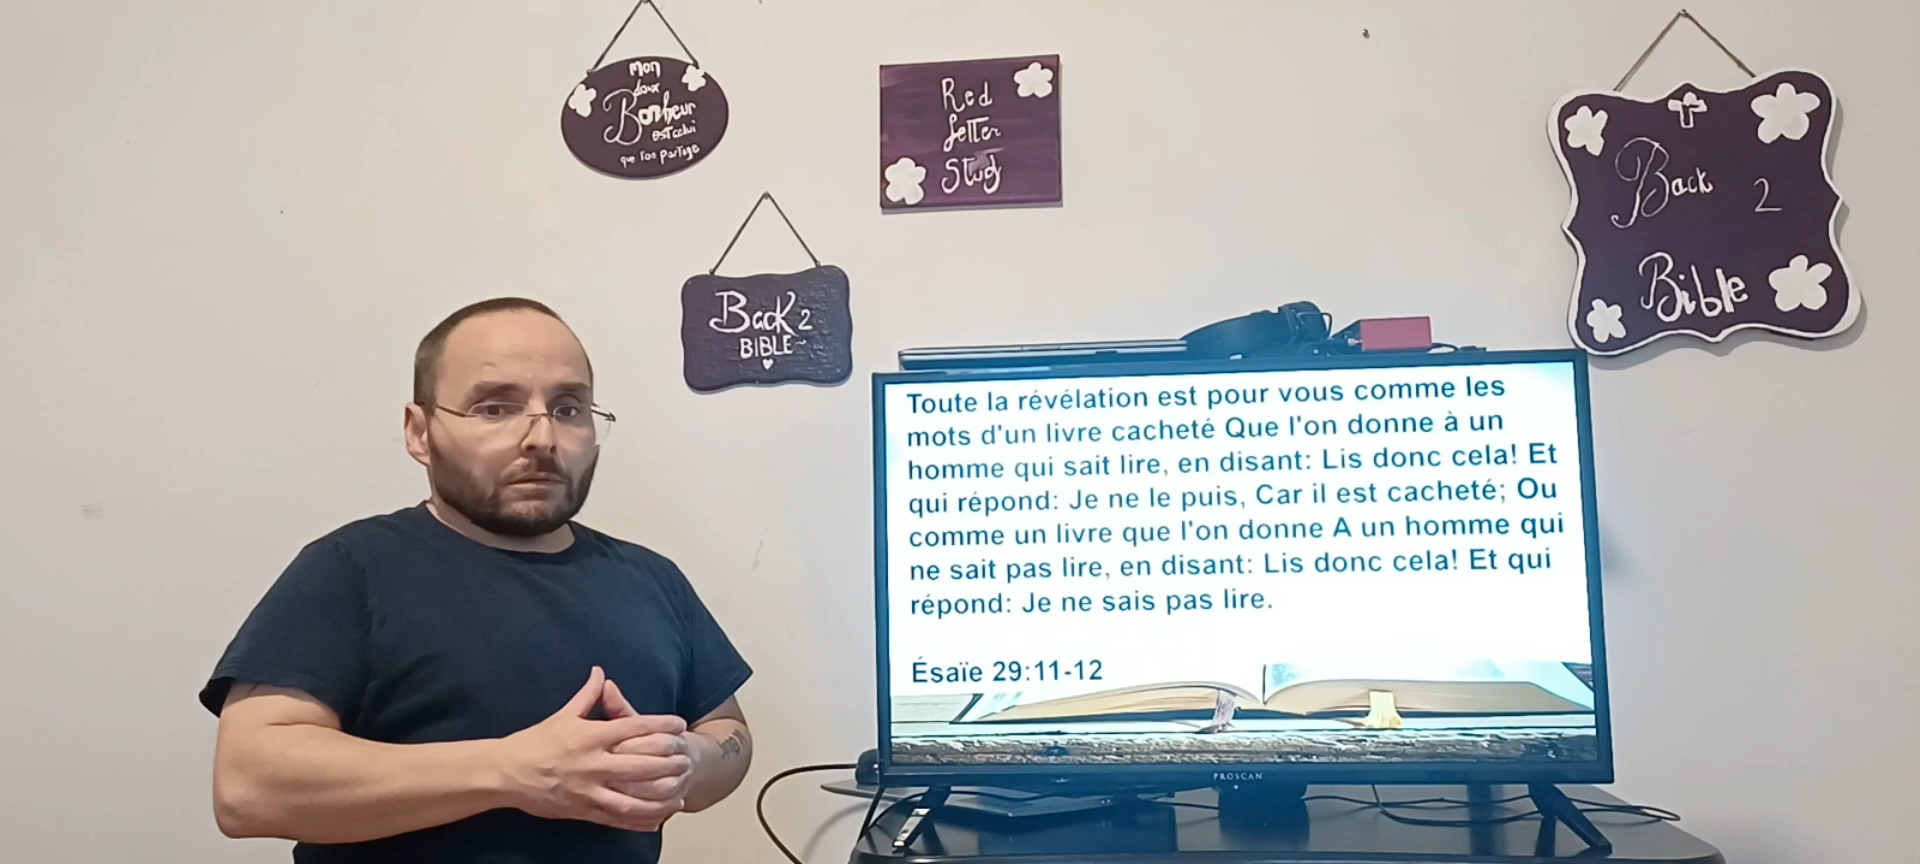 mon
doux
Bonheur
est celui
que l'on partage
Red
Letter
Study
Back 2
BIBLE
Back 2
Bible
Toute la révélation est pour vous comme les
mots d'un livre cacheté Que l'on donne à un
homme qui sait lire, en disant: Lis donc cela! Et
qui répond: Je ne le puis, Car il est cacheté; Ou
comme un livre que l'on donne A un homme qui
ne sait pas lire, en disant: Lis donc cela! Et qui
répond: Je ne sais pas lire.
Ésaïe 29:11-12
PROSCAN